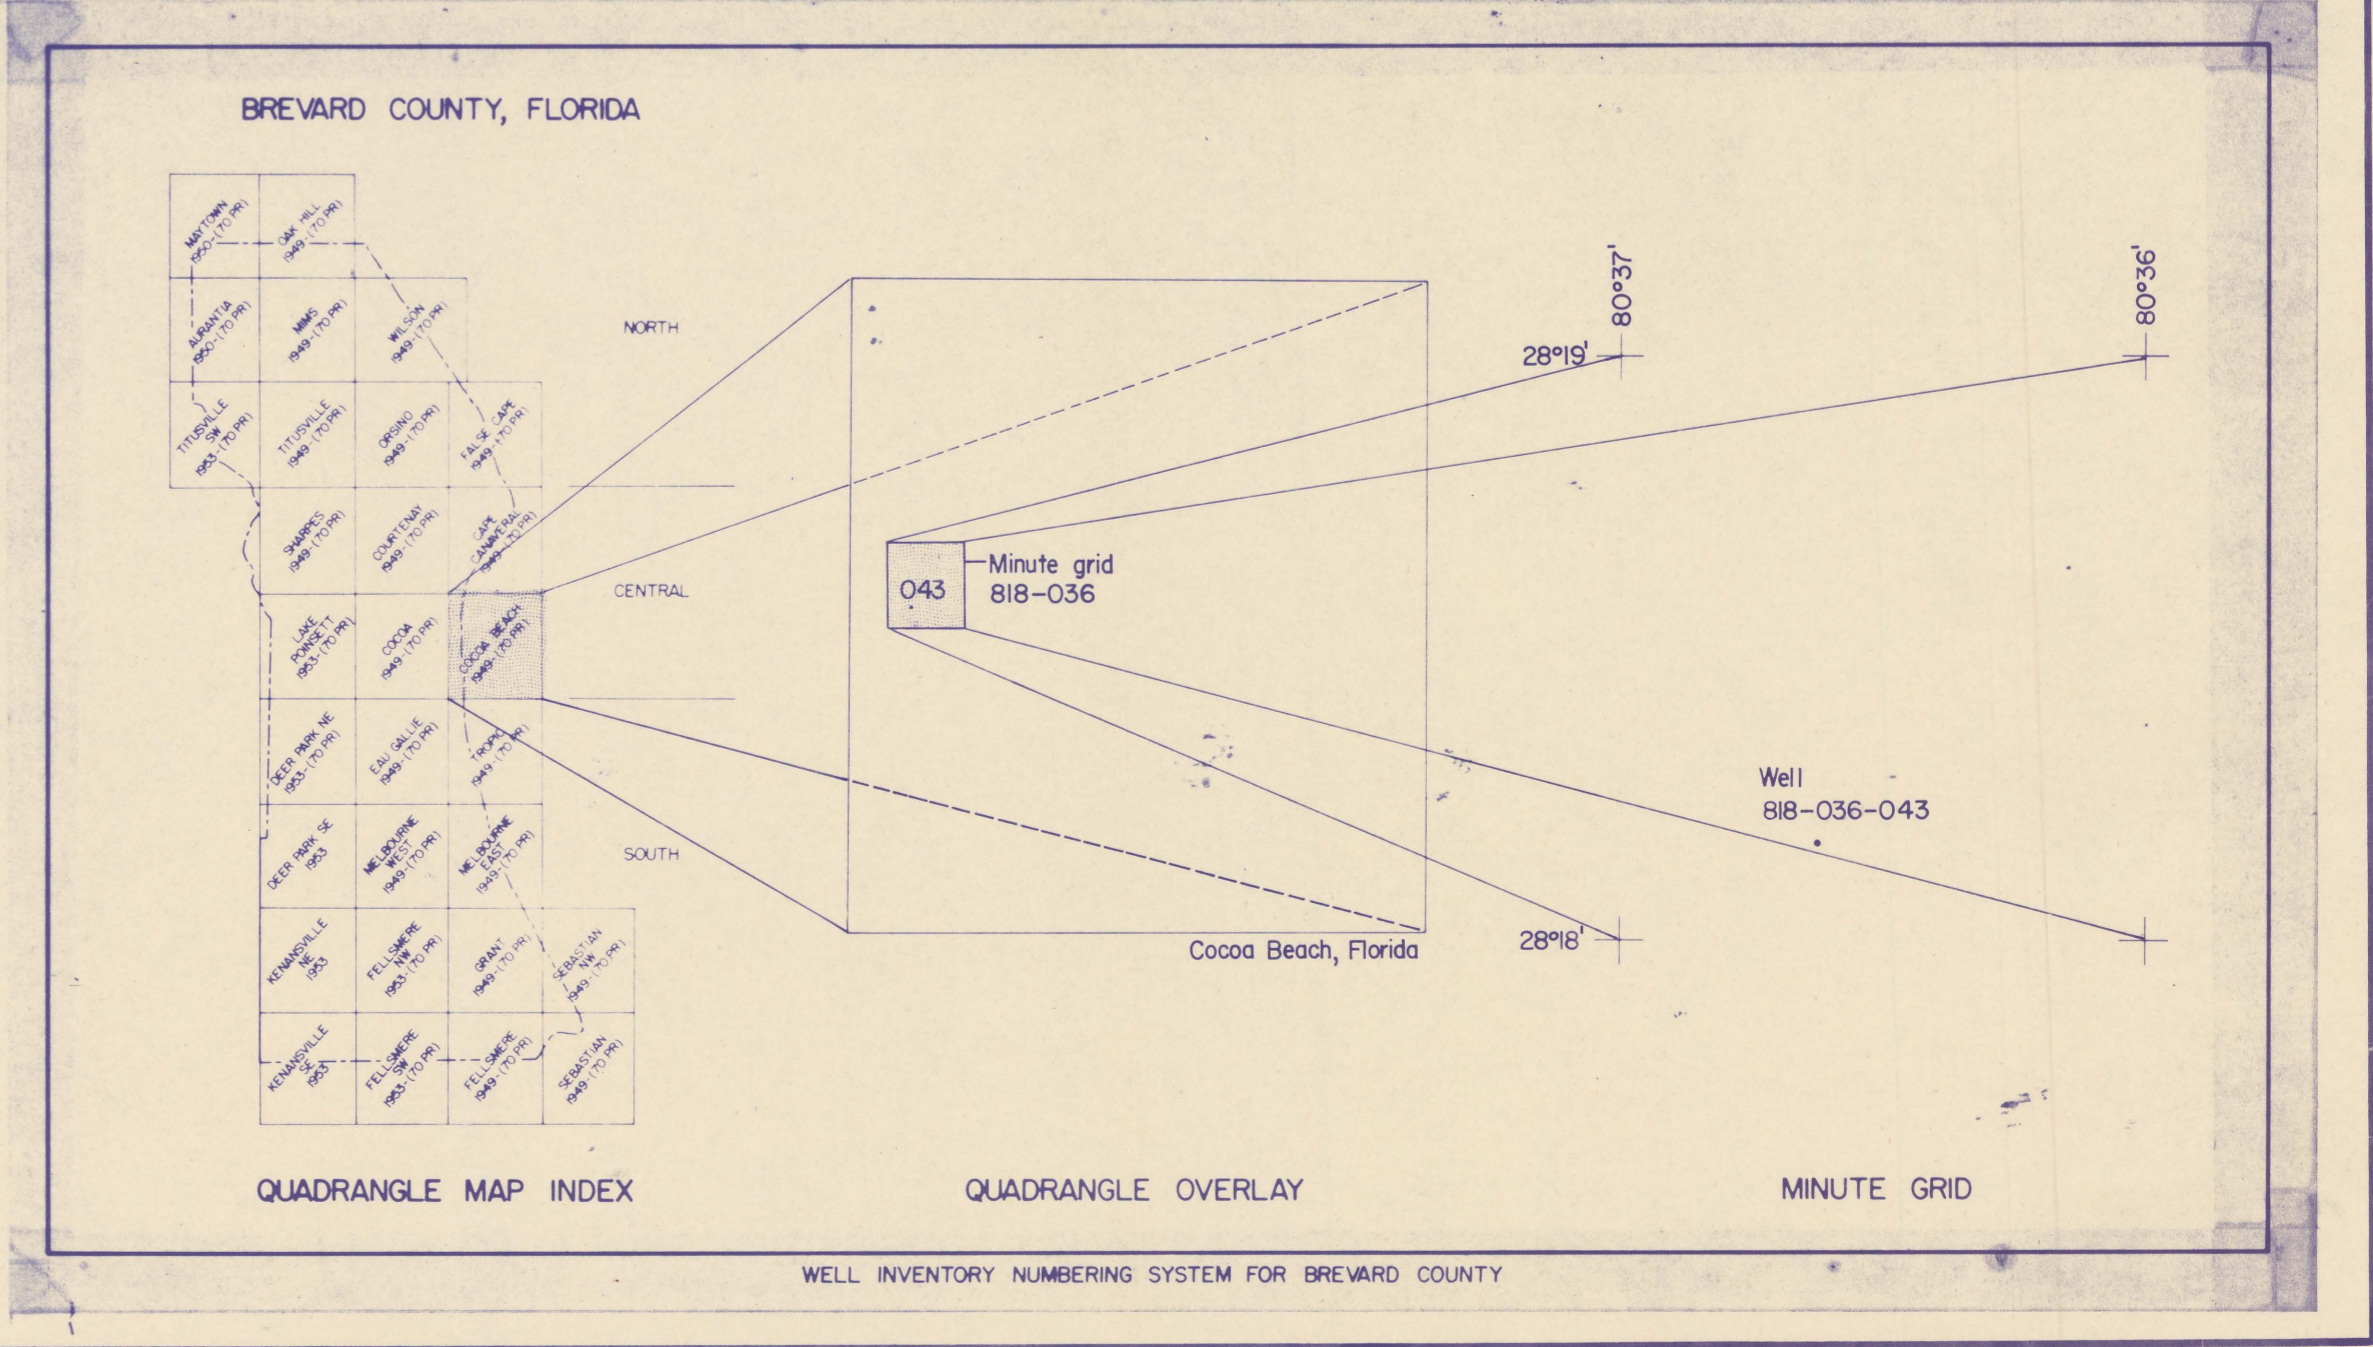 BREVARD COUNTY, FLORIDA
MAYTOWN
1950-(70 PR)
OAK HILL
1949-(70 PR)
AURANTIA
1950-(70 PR)
MIMS
1949-(70 PR)
WILSON
1949-(70 PR)
TITUSVILLE
SW
1953-(70 PR)
TITUSVILLE
1949-(70 PR)
ORSINO
1949-(70 PR)
FALSE CAPE
1949-(70 PR)
SHARPES
1949-(70 PR)
COURTENAY
1949-(70 PR)
CAPE
CANAVERAL
1949-(70 PR)
LAKE
POINSETT
1953-(70 PR)
COCOA
1949-(70 PR)
COCOA BEACH
1949-(70 PR)
DEER PARK NE
1953-(70 PR)
EAU GALLIE
1949-(70 PR)
TROPIC
1949-(70 PR)
DEER PARK SE
1953
MELBOURNE
WEST
1949-(70 PR)
MELBOURNE
EAST
1949-(70 PR)
KENANSVILLE
NE
1953
FELLSMERE
NW
1953-(70 PR)
GRANT
1949-(70 PR)
SEBASTIAN
NW
1949-(70 PR)
KENANSVILLE
SE
1953
FELLSMERE
SW
1953-(70 PR)
FELLSMERE
1949-(70 PR)
SEBASTIAN
1949-(70 PR)
NORTH
CENTRAL
SOUTH
QUADRANGLE MAP INDEX
043
Minute grid
818-036
Cocoa Beach, Florida
QUADRANGLE OVERLAY
80°37'
80°36'
28°19'
Well
818-036-043
28°18'
MINUTE GRID
WELL INVENTORY NUMBERING SYSTEM FOR BREVARD COUNTY